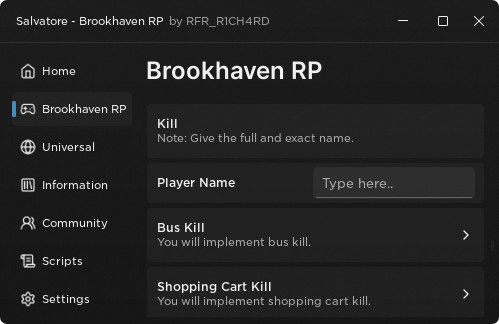 Salvatore - Brookhaven RP by RFR_R1CH4RD
Home
Brookhaven RP
Universal
Information
Community
Scripts
Settings
Brookhaven RP
Kill
Note: Give the full and exact name.
Player Name
Type here..
Bus Kill
You will implement bus kill.
Shopping Cart Kill
You will implement shopping cart kill.